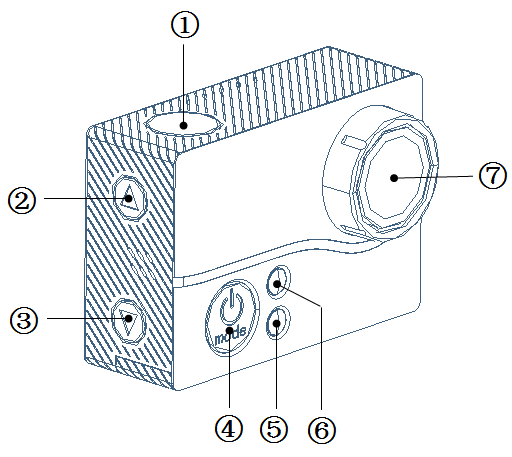 ①
②
⑦
③
mode
④ ⑤ ⑥